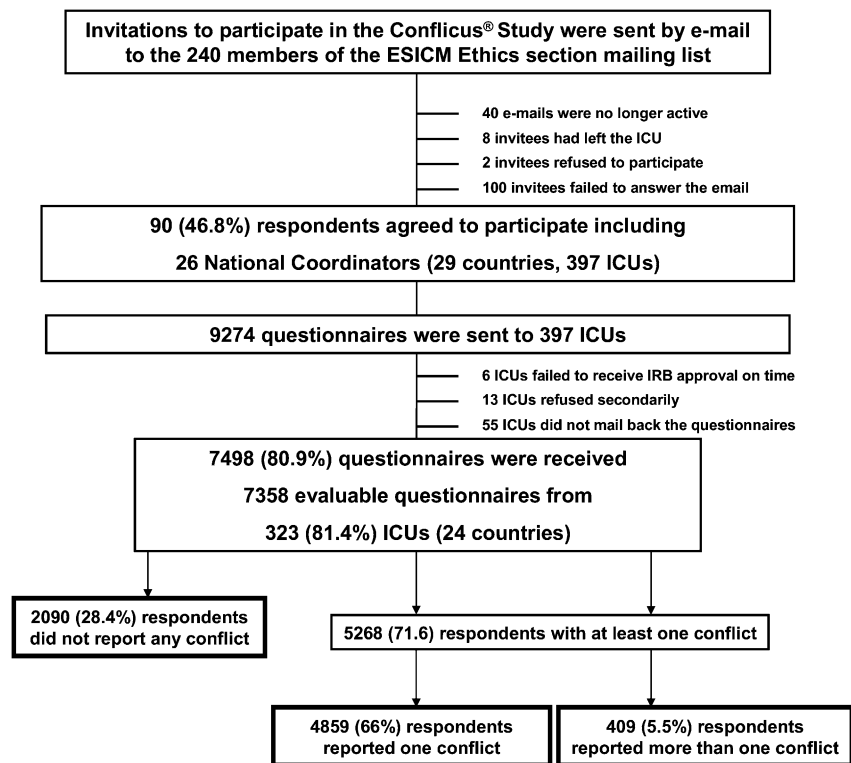 Invitations to participate in the Conflicus® Study were sent by e-mail
to the 240 members of the ESICM Ethics section mailing list
40 e-mails were no longer active
8 invitees had left the ICU
2 invitees refused to participate
100 invitees failed to answer the email
90 (46.8%) respondents agreed to participate including
26 National Coordinators (29 countries, 397 ICUs)
9274 questionnaires were sent to 397 ICUs
6 ICUs failed to receive IRB approval on time
13 ICUs refused secondarily
55 ICUs did not mail back the questionnaires
7498 (80.9%) questionnaires were received
7358 evaluable questionnaires from
323 (81.4%) ICUs (24 countries)
2090 (28.4%) respondents
did not report any conflict
5268 (71.6) respondents with at least one conflict
4859 (66%) respondents
reported one conflict
409 (5.5%) respondents
reported more than one conflict